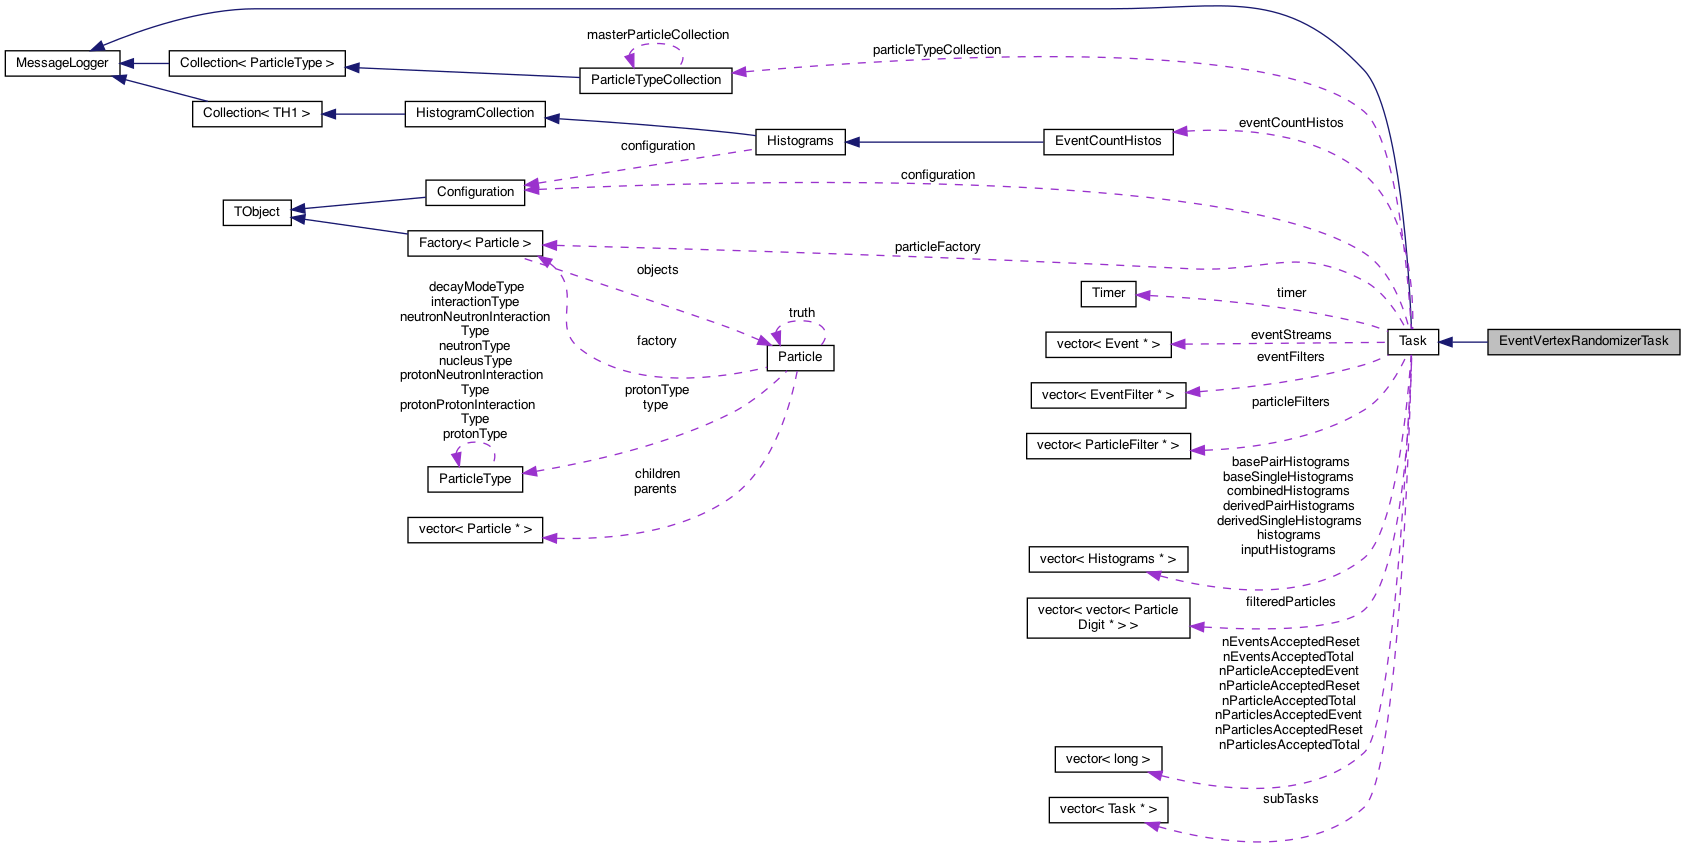 masterParticleCollection
particleTypeCollection
MessageLogger
Collection< ParticleType >
ParticleTypeCollection
Collection< TH1 >
HistogramCollection
eventCountHistos
Histograms
EventCountHistos
configuration
configuration
Configuration
TObject
Factory< Particle >
particleFactory
objects
decayModeType
interactionType
neutronNeutronInteraction
Type
neutronType
nucleusType
protonNeutronInteraction
Type
protonProtonInteraction
Type
protonType
ParticleType
truth
factory
Particle
protonType
type
children
parents
vector< Particle * >
Timer
timer
vector< Event * >
eventStreams
eventFilters
Task
EventVertexRandomizerTask
vector< EventFilter * >
particleFilters
vector< ParticleFilter * >
basePairHistograms
baseSingleHistograms
combinedHistograms
derivedPairHistograms
derivedSingleHistograms
histograms
inputHistograms
vector< Histograms * >
filteredParticles
vector< vector< Particle
Digit * > >
nEventsAcceptedReset
nEventsAcceptedTotal
nParticleAcceptedEvent
nParticleAcceptedReset
nParticleAcceptedTotal
nParticlesAcceptedEvent
nParticlesAcceptedReset
nParticlesAcceptedTotal
vector< long >
subTasks
vector< Task * >